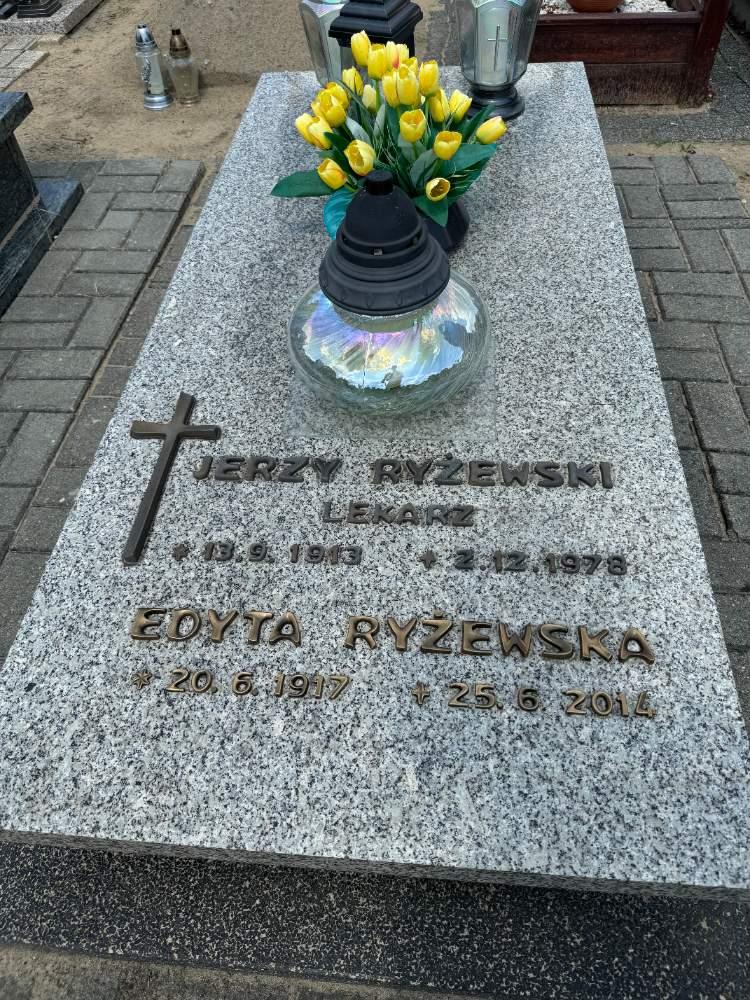 JERZY RYŻEWSKI
LEKARZ
* 13.9.1913 + 2.12.1978
EDYTA RYŻEWSKA
* 20.6.1917 + 25.6.2014